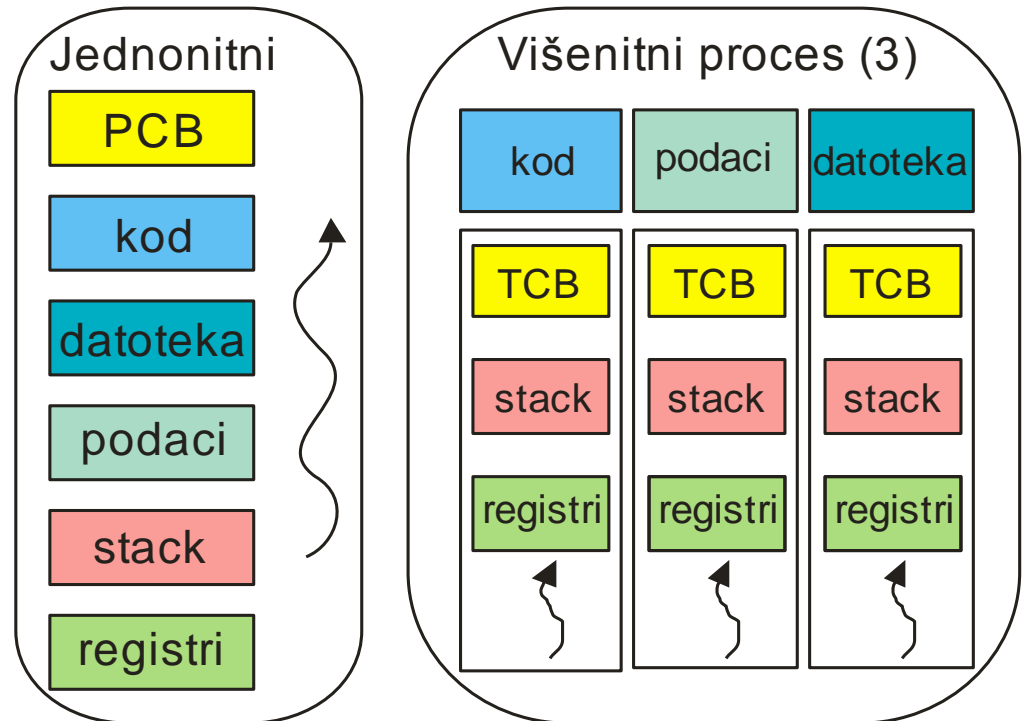 Jednonitni
PCB
kod
datoteka
podaci
stack
registri
Višenitni proces (3)
kod podaci datoteka
TCB TCB TCB
stack stack stack
registri registri registri